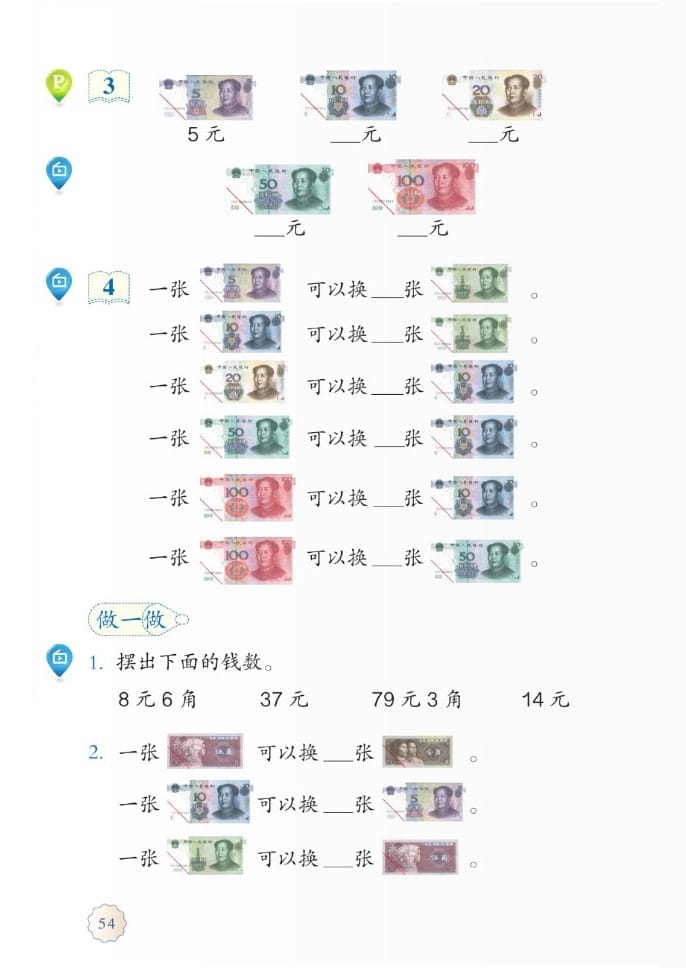 3
5 元 ___元 ___元
___元 ___元
4 一张 可以换 ___张 。
一张 可以换 ___张 。
一张 可以换 ___张 。
一张 可以换 ___张 。
一张 可以换 ___张 。
一张 可以换 ___张 。
做一做
1. 摆出下面的钱数。
8 元 6 角 37 元 79 元 3 角 14 元
2. 一张 可以换 ___张 。
一张 可以换 ___张 。
一张 可以换 ___张 。
54